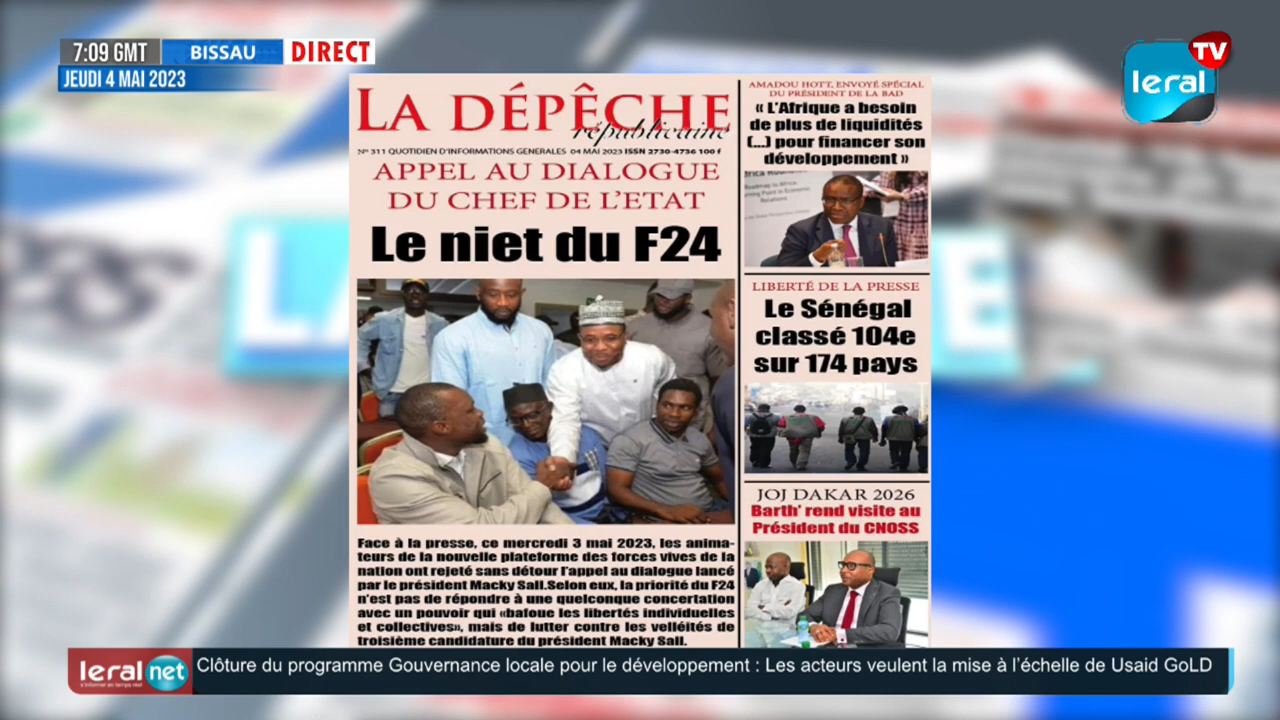 7:09 GMT
BISSAU
DIRECT
JEUDI 4 MAI 2023
leral TV
LA DÉPÊCHE
républicaine
N° 311 QUOTIDIEN D'INFORMATIONS GENERALES 04 MAI 2023 ISSN 2730-4736 100 f
APPEL AU DIALOGUE
DU CHEF DE L'ETAT
Le niet du F24
Face à la presse, ce mercredi 3 mai 2023, les anima-
teurs de la nouvelle plateforme des forces vives de la
nation ont rejeté sans détour l'appel au dialogue lancé
par le président Macky Sall.Selon eux, la priorité du F24
n'est pas de répondre à une quelconque concertation
avec un pouvoir qui «bafoue les libertés individuelles
et collectives», mais de lutter contre les velléités de
troisième candidature du président Macky Sall.
AMADOU HOTT, ENVOYÉ SPÉCIAL
DU PRÉSIDENT DE LA BAD
« L'Afrique a besoin
de plus de liquidités
(...) pour financer son
développement »
LIBERTÉ DE LA PRESSE
Le Sénégal
classé 104e
sur 174 pays
JOJ DAKAR 2026
Barth' rend visite au
Président du CNOSS
leral net
s'informer en temps réel
Clôture du programme Gouvernance locale pour le développement : Les acteurs veulent la mise à l'échelle de Usaid GoLD